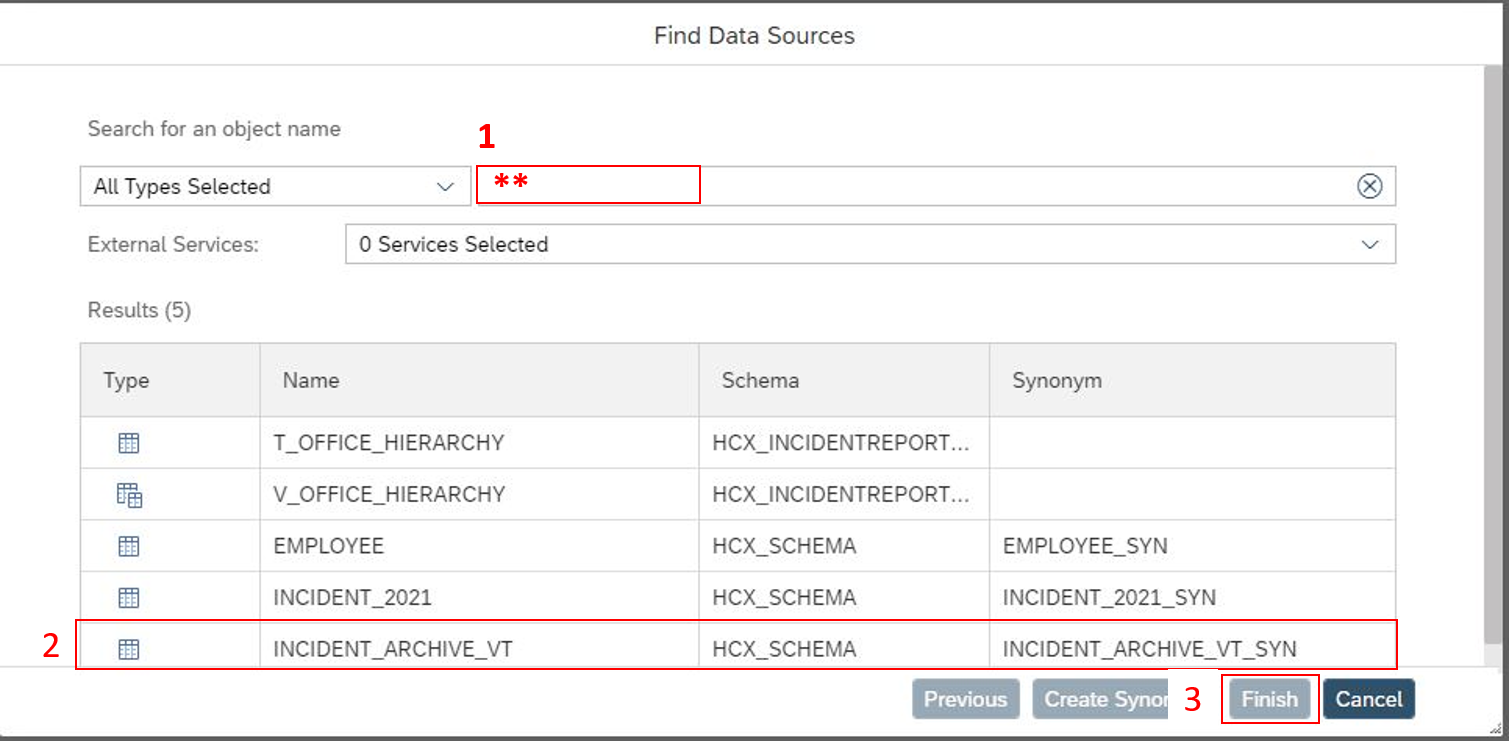 Find Data Sources
Search for an object name
1
All Types Selected
**
External Services:
0 Services Selected
Results (5)
Type Name Schema Synonym
T_OFFICE_HIERARCHY HCX_INCIDENTREPORT...
V_OFFICE_HIERARCHY HCX_INCIDENTREPORT...
EMPLOYEE HCX_SCHEMA EMPLOYEE_SYN
INCIDENT_2021 HCX_SCHEMA INCIDENT_2021_SYN
2 INCIDENT_ARCHIVE_VT HCX_SCHEMA INCIDENT_ARCHIVE_VT_SYN
Previous Create Synor 3 Finish Cancel